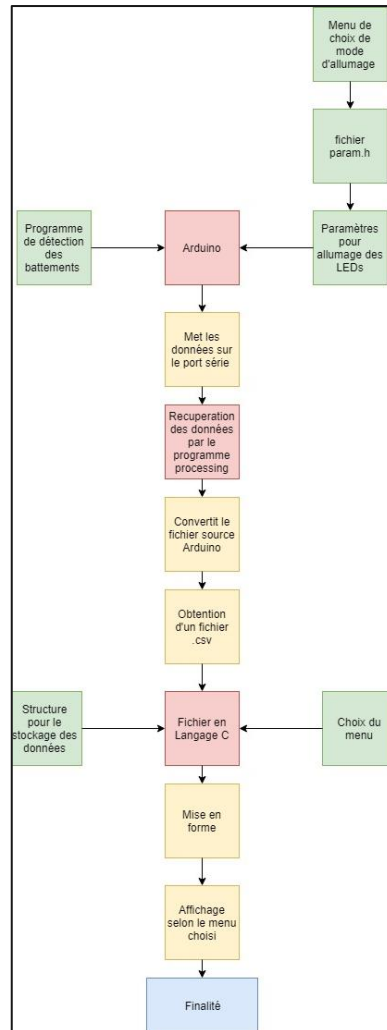 Menu de
choix de
mode
d'allumage
fichier
param.h
Programme
de détection
des
battements
Arduino
Paramètres
pour
allumage des
LEDs
Met les
données sur
le port série
Recuperation
des données
par le
programme
processing
Convertit le
fichier source
Arduino
Obtention
d'un fichier
.csv
Structure
pour le
stockage des
données
Fichier en
Langage C
Choix du
menu
Mise en
forme
Affichage
selon le menu
choisi
Finalité